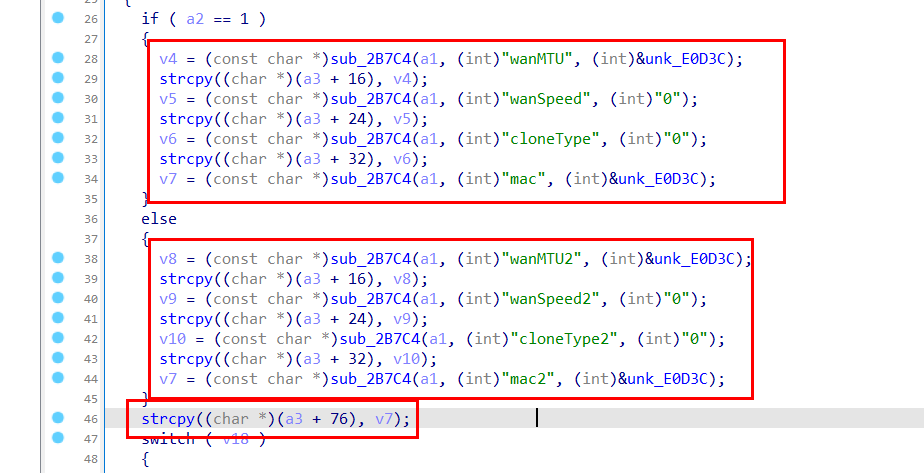 25 {
26 if ( a2 == 1 )
27 {
28 v4 = (const char *)sub_2B7C4(a1, (int)"wanMTU", (int)&unk_E0D3C);
29 strcpy((char *)(a3 + 16), v4);
30 v5 = (const char *)sub_2B7C4(a1, (int)"wanSpeed", (int)"0");
31 strcpy((char *)(a3 + 24), v5);
32 v6 = (const char *)sub_2B7C4(a1, (int)"cloneType", (int)"0");
33 strcpy((char *)(a3 + 32), v6);
34 v7 = (const char *)sub_2B7C4(a1, (int)"mac", (int)&unk_E0D3C);
35 }
36 else
37 {
38 v8 = (const char *)sub_2B7C4(a1, (int)"wanMTU2", (int)&unk_E0D3C);
39 strcpy((char *)(a3 + 16), v8);
40 v9 = (const char *)sub_2B7C4(a1, (int)"wanSpeed2", (int)"0");
41 strcpy((char *)(a3 + 24), v9);
42 v10 = (const char *)sub_2B7C4(a1, (int)"cloneType2", (int)"0");
43 strcpy((char *)(a3 + 32), v10);
44 v7 = (const char *)sub_2B7C4(a1, (int)"mac2", (int)&unk_E0D3C);
45 }
46 strcpy((char *)(a3 + 76), v7);
47 switch ( v18 )
48 {